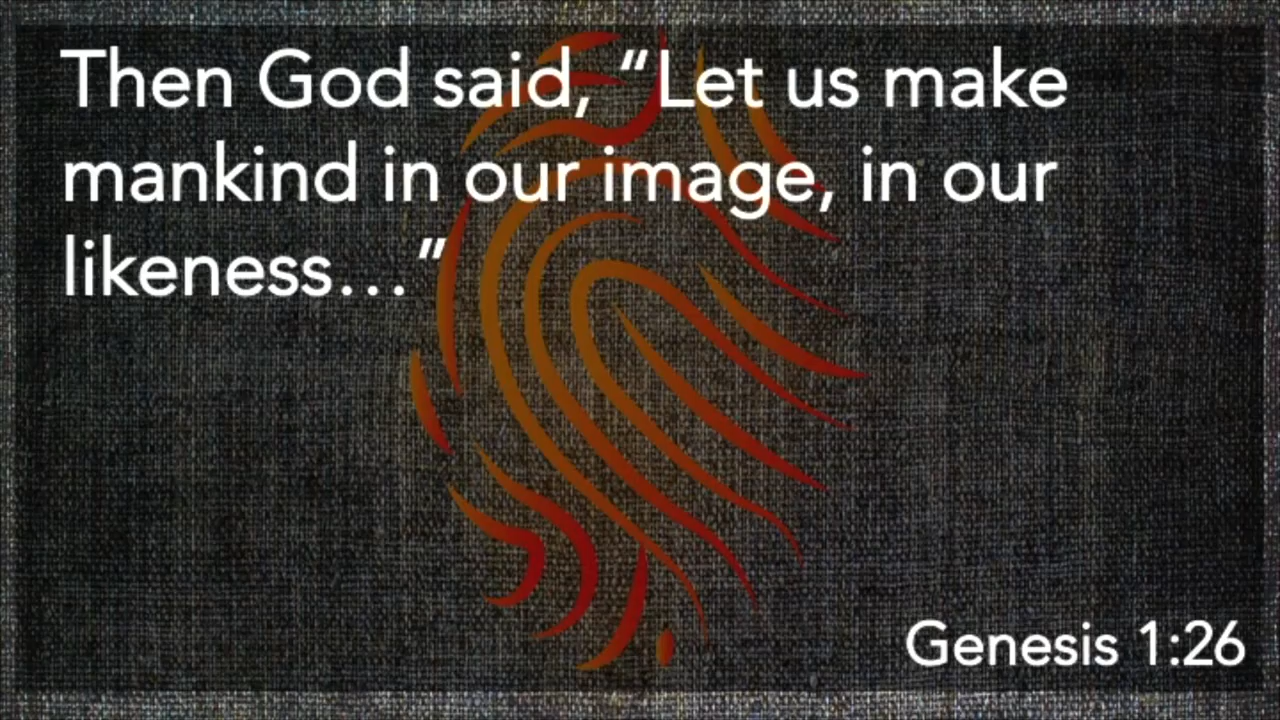 Then God said, “Let us make
mankind in our image, in our
likeness…”
Genesis 1:26